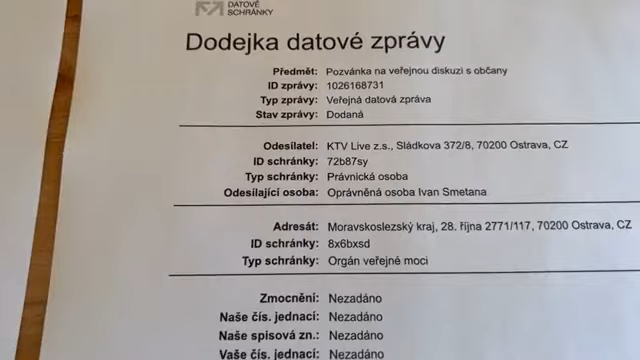 DATOVÉ
SCHRÁNKY
Dodejka datové zprávy
Předmět: Pozvánka na veřejnou diskuzi s občany
ID zprávy: 1026168731
Typ zprávy: Veřejná datová zpráva
Stav zprávy: Dodaná
Odesílatel: KTV Live z.s., Sládkova 372/8, 70200 Ostrava, CZ
ID schránky: 72b87sy
Typ schránky: Právnická osoba
Odesílající osoba: Oprávněná osoba Ivan Smetana
Adresát: Moravskoslezský kraj, 28. října 2771/117, 70200 Ostrava, CZ
ID schránky: 8x6bxsd
Typ schránky: Orgán veřejné moci
Zmocnění: Nezadáno
Naše čís. jednací: Nezadáno
Naše spisová zn.: Nezadáno
Vaše čís. jednací: Nezadáno